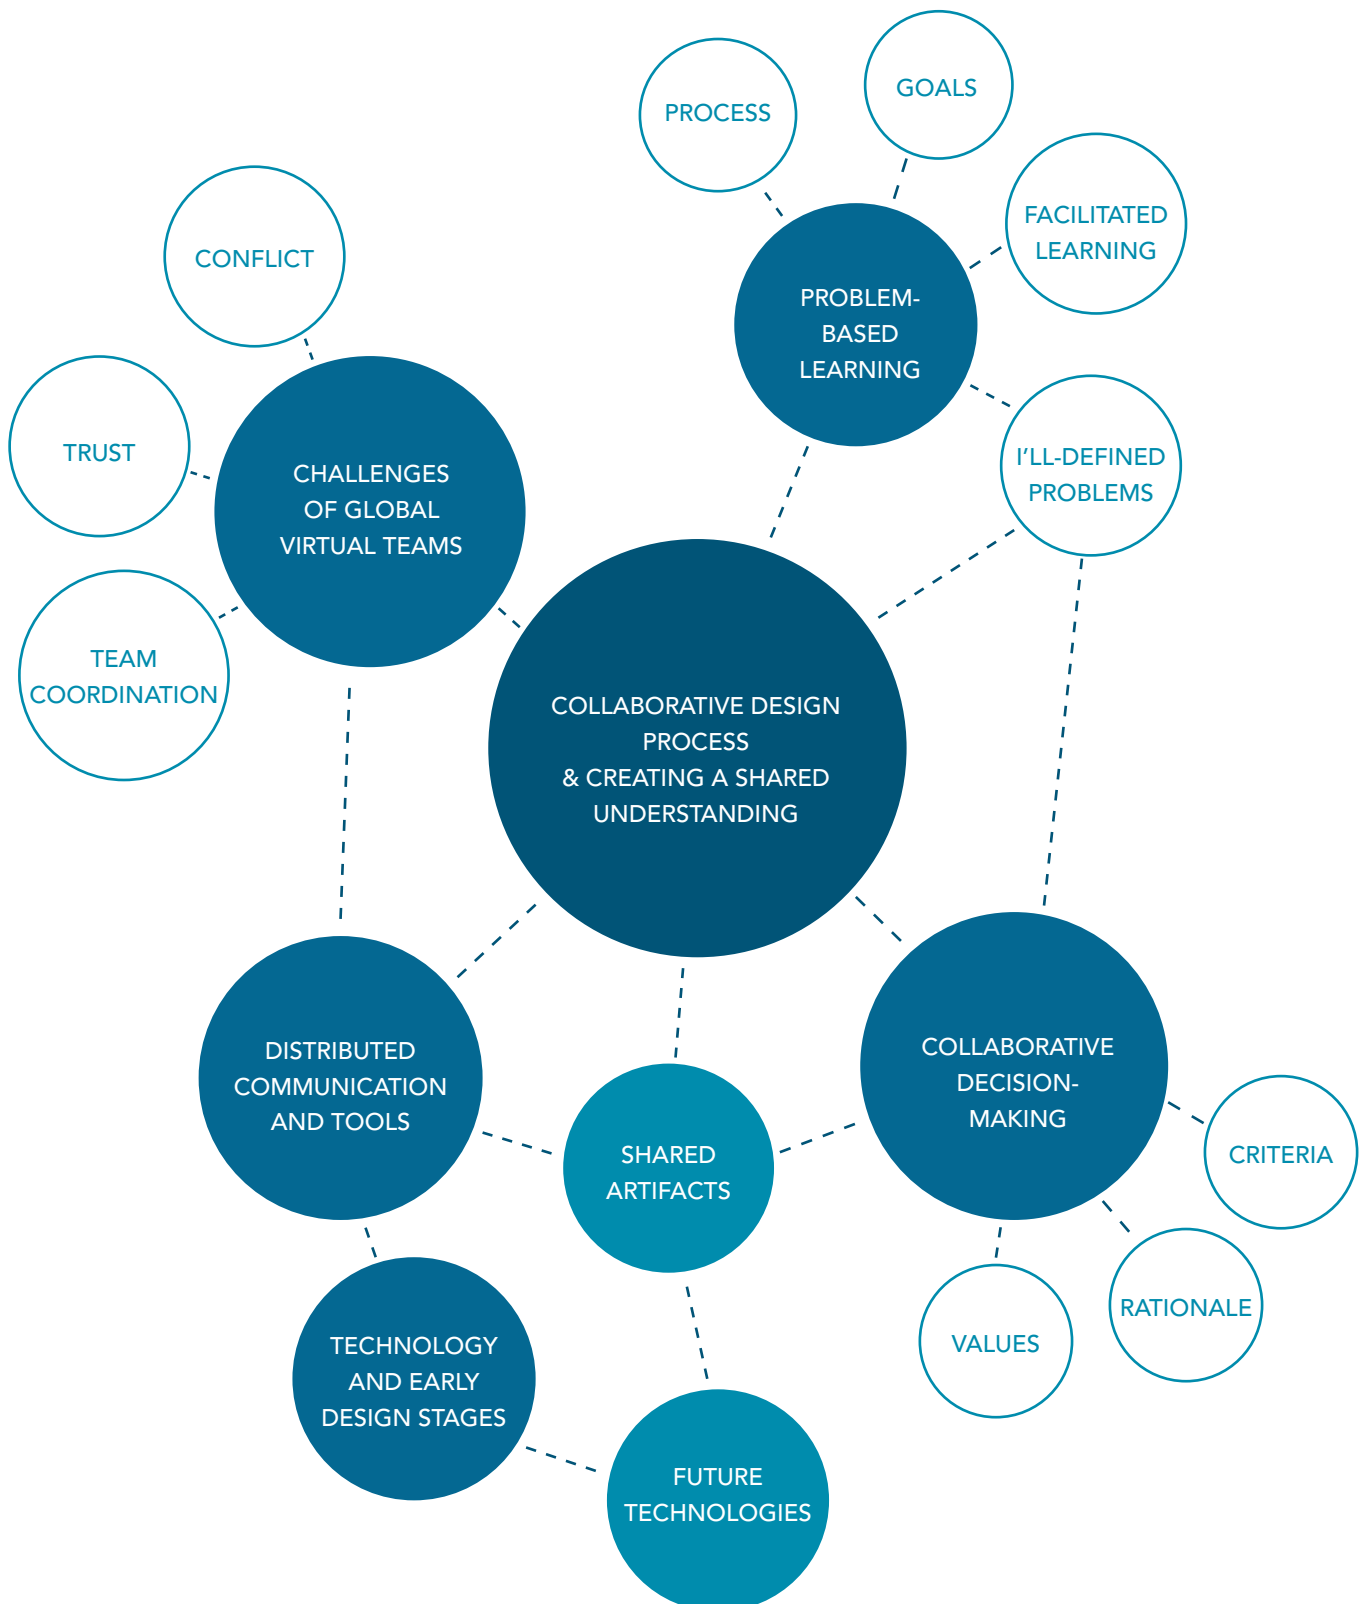 PROCESS
GOALS
FACILITATED
LEARNING
CONFLICT
PROBLEM-
BASED
LEARNING
TRUST
I'LL-DEFINED
PROBLEMS
CHALLENGES
OF GLOBAL
VIRTUAL TEAMS
TEAM
COORDINATION
COLLABORATIVE DESIGN
PROCESS
& CREATING A SHARED
UNDERSTANDING
DISTRIBUTED
COMMUNICATION
AND TOOLS
COLLABORATIVE
DECISION-
MAKING
SHARED
ARTIFACTS
CRITERIA
RATIONALE
VALUES
TECHNOLOGY
AND EARLY
DESIGN STAGES
FUTURE
TECHNOLOGIES